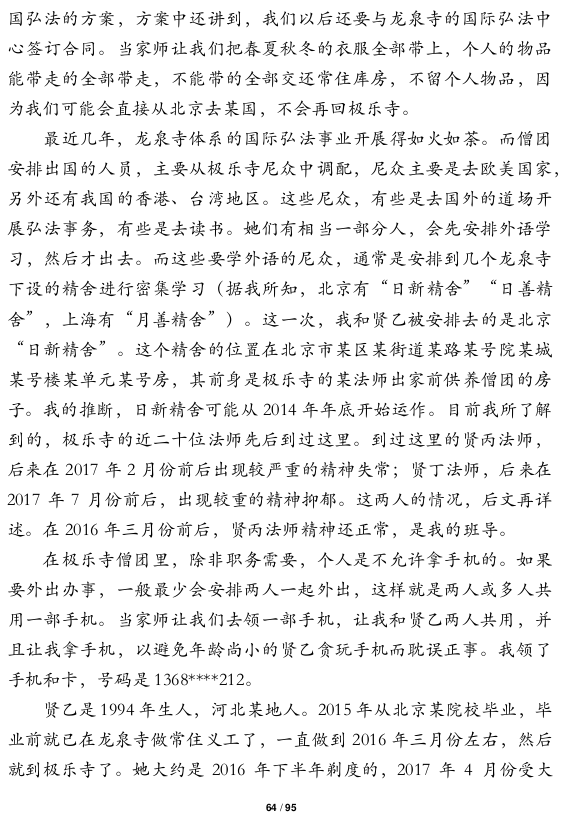 国弘法的方案，方案中还讲到，我们以后还要与龙泉寺的国际弘法中
心签订合同。当家师让我们把春夏秋冬的衣服全部带上，个人的物品
能带走的全部带走，不能带的全部交还常住库房，不留个人物品，因
为我们可能会直接从北京去某国，不会再回极乐寺。
最近几年，龙泉寺体系的国际弘法事业开展得如火如荼。而僧团
安排出国的人员，主要从极乐寺尼众中调配，尼众主要是去欧美国家，
另外还有我国的香港、台湾地区。这些尼众，有些是去国外的道场开
展弘法事务，有些是去读书。她们有相当一部分人，会先安排外语学
习，然后才出去。而这些要学外语的尼众，通常是安排到几个龙泉寺
下设的精舍进行密集学习（据我所知，北京有“日新精舍”“日善精
舍”，上海有“月善精舍”）。这一次，我和贤乙被安排去的是北京
“日新精舍”。这个精舍的位置在北京市某区某街道某路某号院某城
某号楼某单元某号房，其前身是极乐寺的某法师出家前供养僧团的房
子。我的推断，日新精舍可能从 2014 年年底开始运作。目前我所了解
到的，极乐寺的近二十位法师先后到过这里。到过这里的贤丙法师，
后来在 2017 年 2 月份前后出现较严重的精神失常；贤丁法师，后来在
2017 年 7 月份前后，出现较重的精神抑郁。这两人的情况，后文再详
述。在 2016 年三月份前后，贤丙法师精神还正常，是我的班导。
在极乐寺僧团里，除非职务需要，个人是不允许拿手机的。如果
要外出办事，一般最少会安排两人一起外出，这样就是两人或多人共
用一部手机。当家师让我们去领一部手机，让我和贤乙两人共用，并
且让我拿手机，以避免年龄尚小的贤乙贪玩手机而耽误正事。我领了
手机和卡，号码是 1368****212。
贤乙是 1994 年生人，河北某地人。2015 年从北京某院校毕业，毕
业前就已在龙泉寺做常住义工了，一直做到 2016 年三月份左右，然后
就到极乐寺了。她大约是 2016 年下半年剃度的，2017 年 4 月份受大
64 / 95